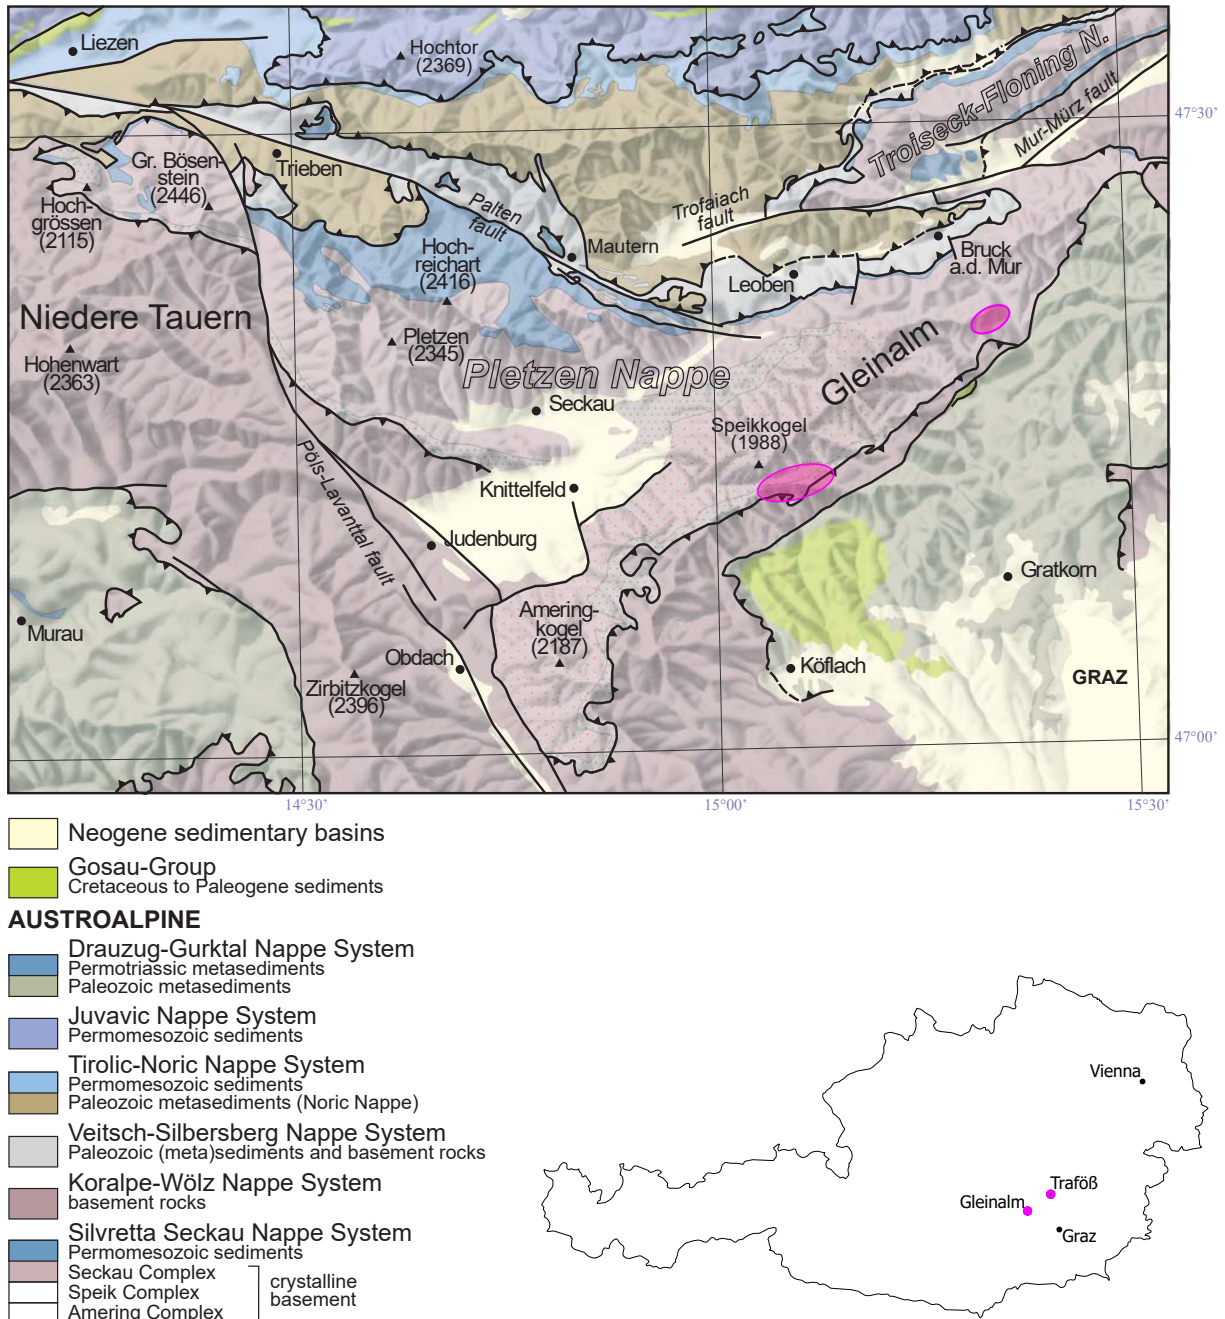 Liezen
Hochtor
(2369)
Troiseck-Floning N.
Mur-Mürz fault
47°30’
Gr. Bösen-
stein
(2446)
Trieben
Hoch-
grössen
(2115)
Palten
fault
Trofaiach
fault
Mautern
Hoch-
reichart
(2416)
Leoben
Bruck
a.d. Mur
Niedere Tauern
Hohenwart
(2363)
Pletzen
(2345)
Pletzen Nappe
Gleinalm
Seckau
Speikkogel
(1988)
Pöls-Lavanttal fault
Knittelfeld
Judenburg
Gratkorn
Murau
Amering-
kogel
(2187)
Obdach
Zirbitzkogel
(2396)
Köflach
GRAZ
47°00’
14°30’
15°00’
15°30’
Neogene sedimentary basins
Gosau-Group
Cretaceous to Paleogene sediments
AUSTROALPINE
Drauzug-Gurktal Nappe System
Permotriassic metasediments
Paleozoic metasediments
Juvavic Nappe System
Permomesozoic sediments
Tirolic-Noric Nappe System
Permomesozoic sediments
Paleozoic metasediments (Noric Nappe)
Veitsch-Silbersberg Nappe System
Paleozoic (meta)sediments and basement rocks
Koralpe-Wölz Nappe System
basement rocks
Silvretta Seckau Nappe System
Permomesozoic sediments
Seckau Complex
Speik Complex
Amering Complex
crystalline
basement
Vienna
Traföß
Gleinalm
Graz